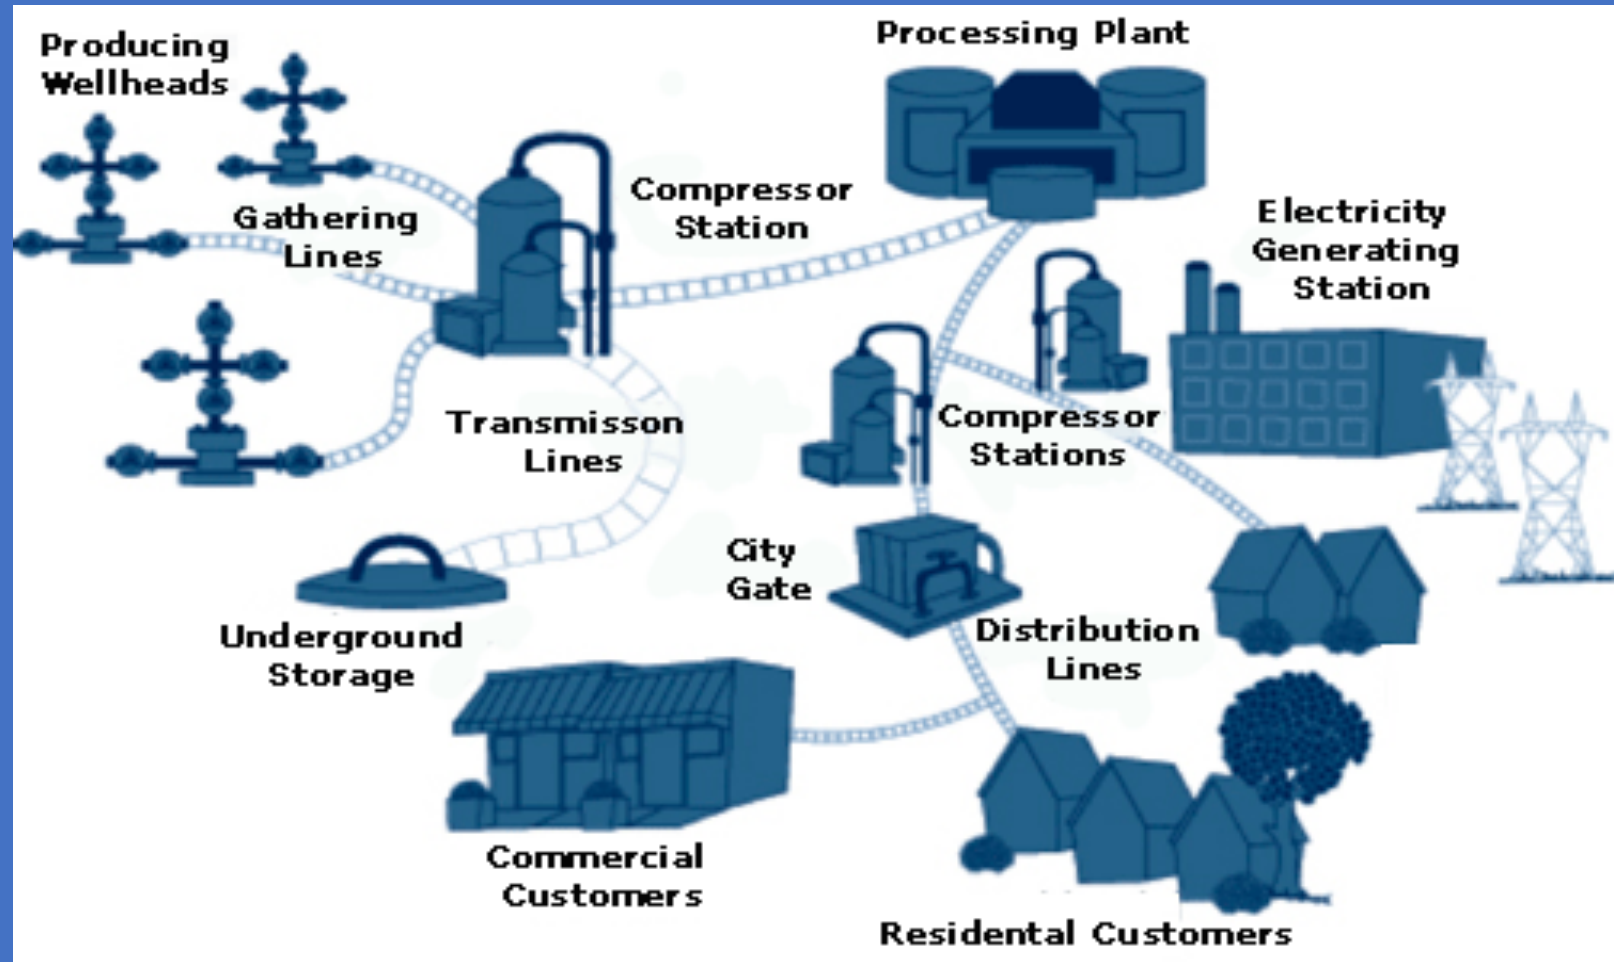 Producing
Wellheads
Processing Plant
Gathering
Lines
Compressor
Station
Electricity
Generating
Station
Transmisson
Lines
Compressor
Stations
City
Gate
Underground
Storage
Distribution
Lines
Commercial
Customers
Residental Customers